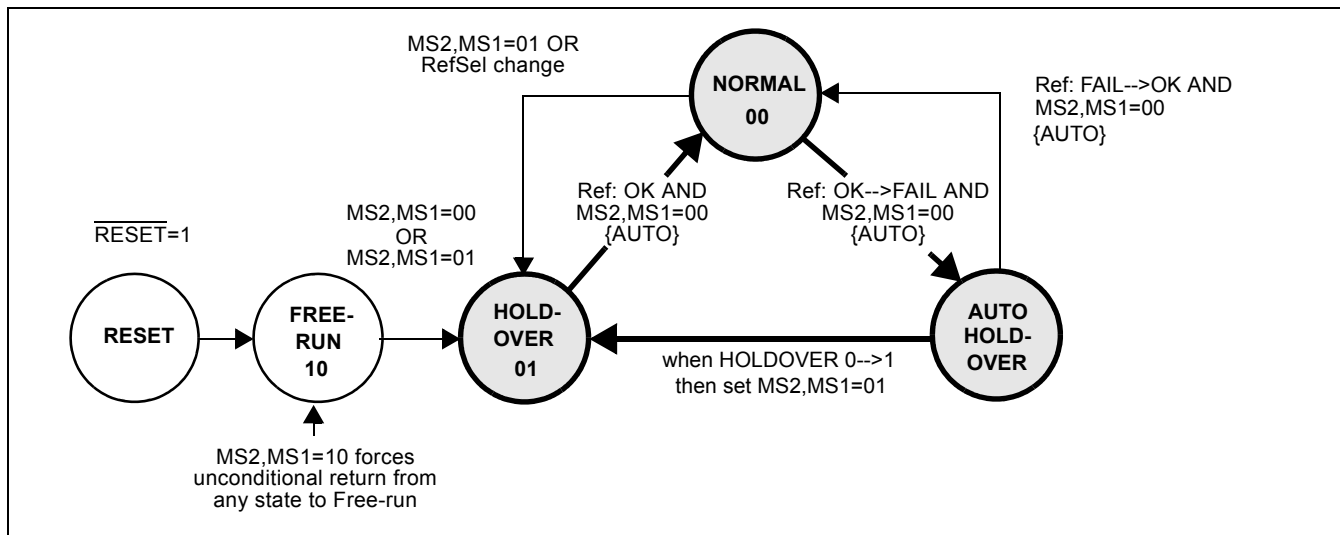 MS2,MS1=01 OR
RefSel change
NORMAL
00
Ref: FAIL-->OK AND
MS2,MS1=00
{AUTO}
Ref: OK AND
MS2,MS1=00
{AUTO}
Ref: OK-->FAIL AND
MS2,MS1=00
{AUTO}
MS2,MS1=00
OR
MS2,MS1=01
RESET=1
RESET
FREE-
RUN
10
HOLD-
OVER
01
AUTO
HOLD-
OVER
when HOLDOVER 0-->1
then set MS2,MS1=01
MS2,MS1=10 forces
unconditional return from
any state to Free-run